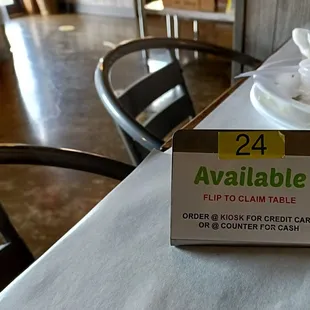 24
Available
FLIP TO CLAIM TABLE
ORDER @ KIOSK FOR CREDIT CAR
OR @ COUNTER FOR CASH